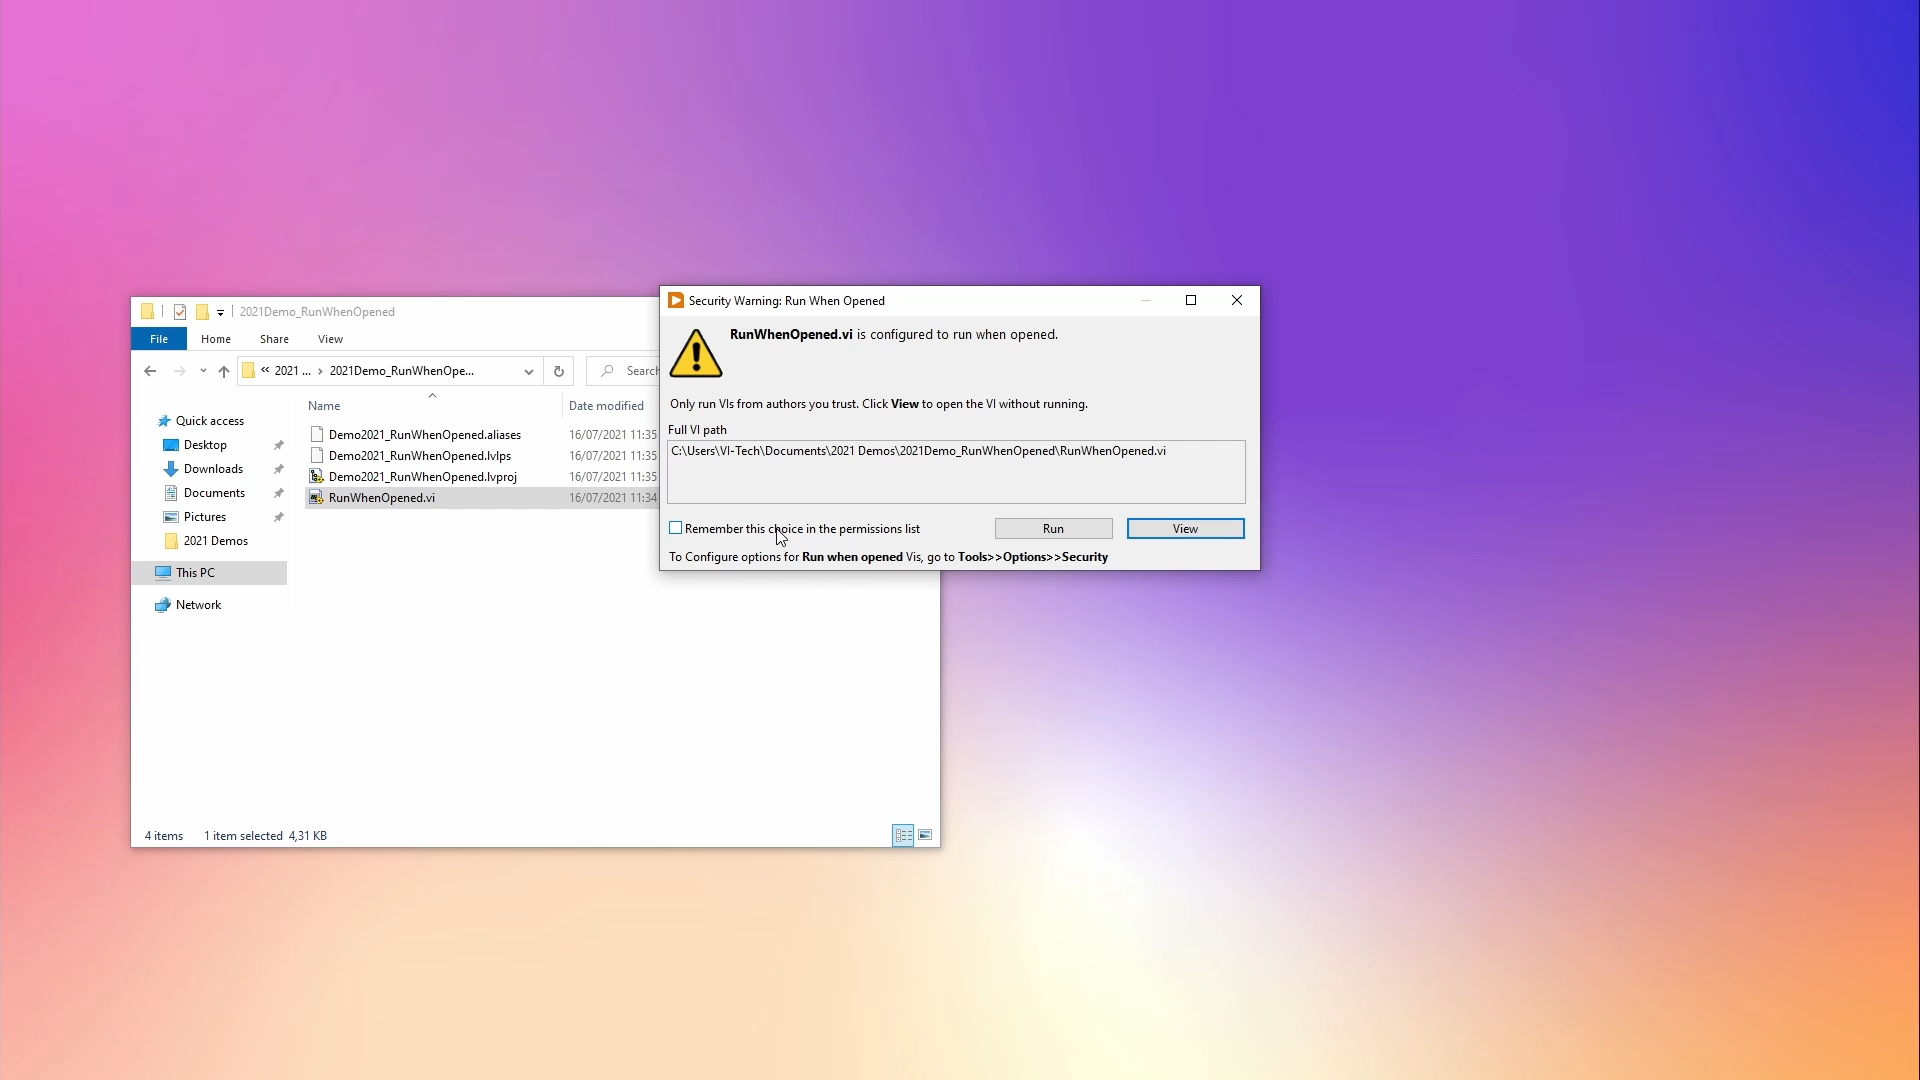 2021Demo_RunWhenOpened
File Home Share View
« 2021 ... › 2021Demo_RunWhenOpe...
Search
Name Date modified
Quick access
Desktop
Downloads
Documents
Pictures
2021 Demos
This PC
Network
Demo2021_RunWhenOpened.aliases 16/07/2021 11:35
Demo2021_RunWhenOpened.lvlps 16/07/2021 11:35
Demo2021_RunWhenOpened.lvproj 16/07/2021 11:35
RunWhenOpened.vi 16/07/2021 11:34
4 items 1 item selected 4,31 KB
Security Warning: Run When Opened
RunWhenOpened.vi is configured to run when opened.
Only run VIs from authors you trust. Click View to open the VI without running.
Full VI path
C:\Users\VI-Tech\Documents\2021 Demos\2021Demo_RunWhenOpened\RunWhenOpened.vi
Remember this choice in the permissions list
Run
View
To Configure options for Run when opened Vis, go to Tools>>Options>>Security